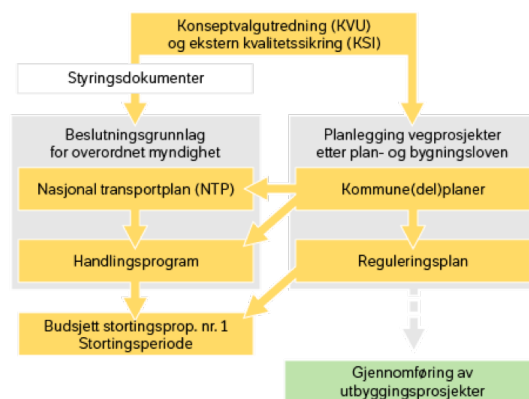 Konseptvalgutredning (KVU)
og ekstern kvalitetssikring (KSI)
Styringsdokumenter
Beslutningsgrunnlag
for overordnet myndighet
Planlegging vegprosjekter
etter plan- og bygningsloven
Nasjonal transportplan (NTP)
Kommune(del)planer
Handlingsprogram
Reguleringsplan
Budsjett stortingsprop. nr. 1
Stortingsperiode
Gjennomføring av
utbyggingsprosjekter